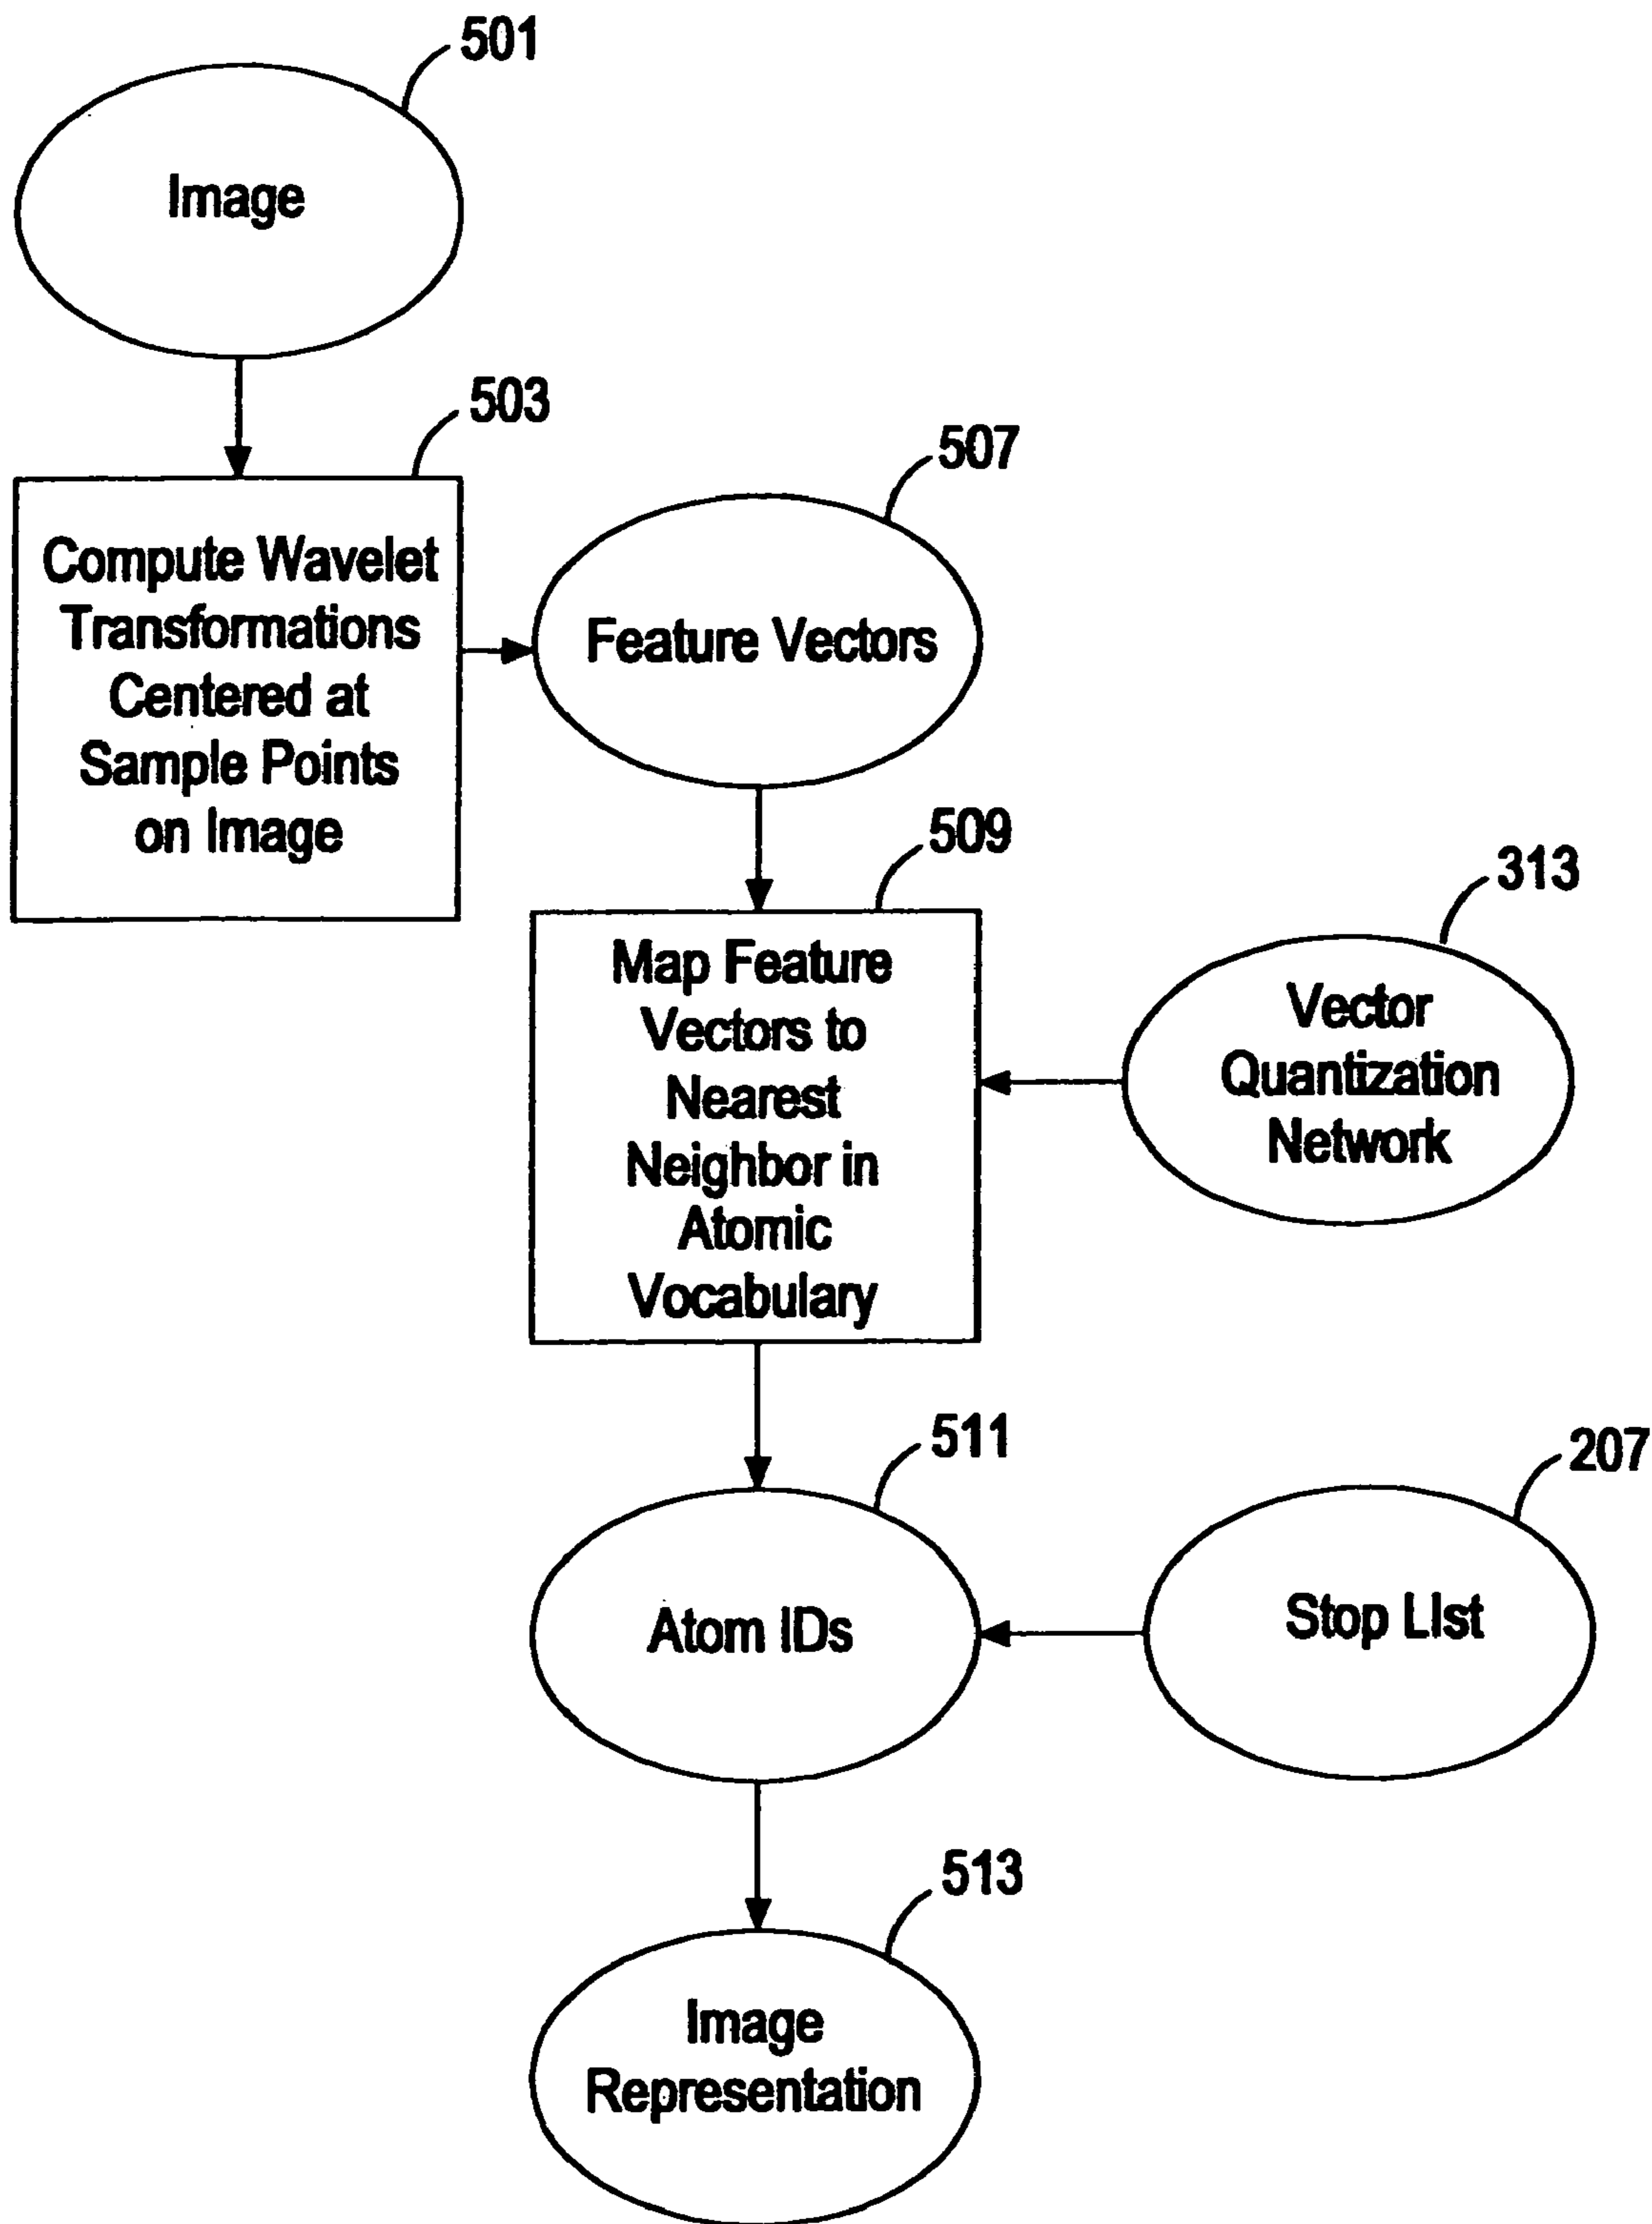 501
Image
503
Compute Wavelet
Transformations
Centered at
Sample Points
on Image
507
Feature Vectors
509
Map Feature
Vectors to
Nearest
Neighbor in
Atomic
Vocabulary
313
Vector
Quantization
Network
511
Atom IDs
207
Stop LIst
513
Image
Representation